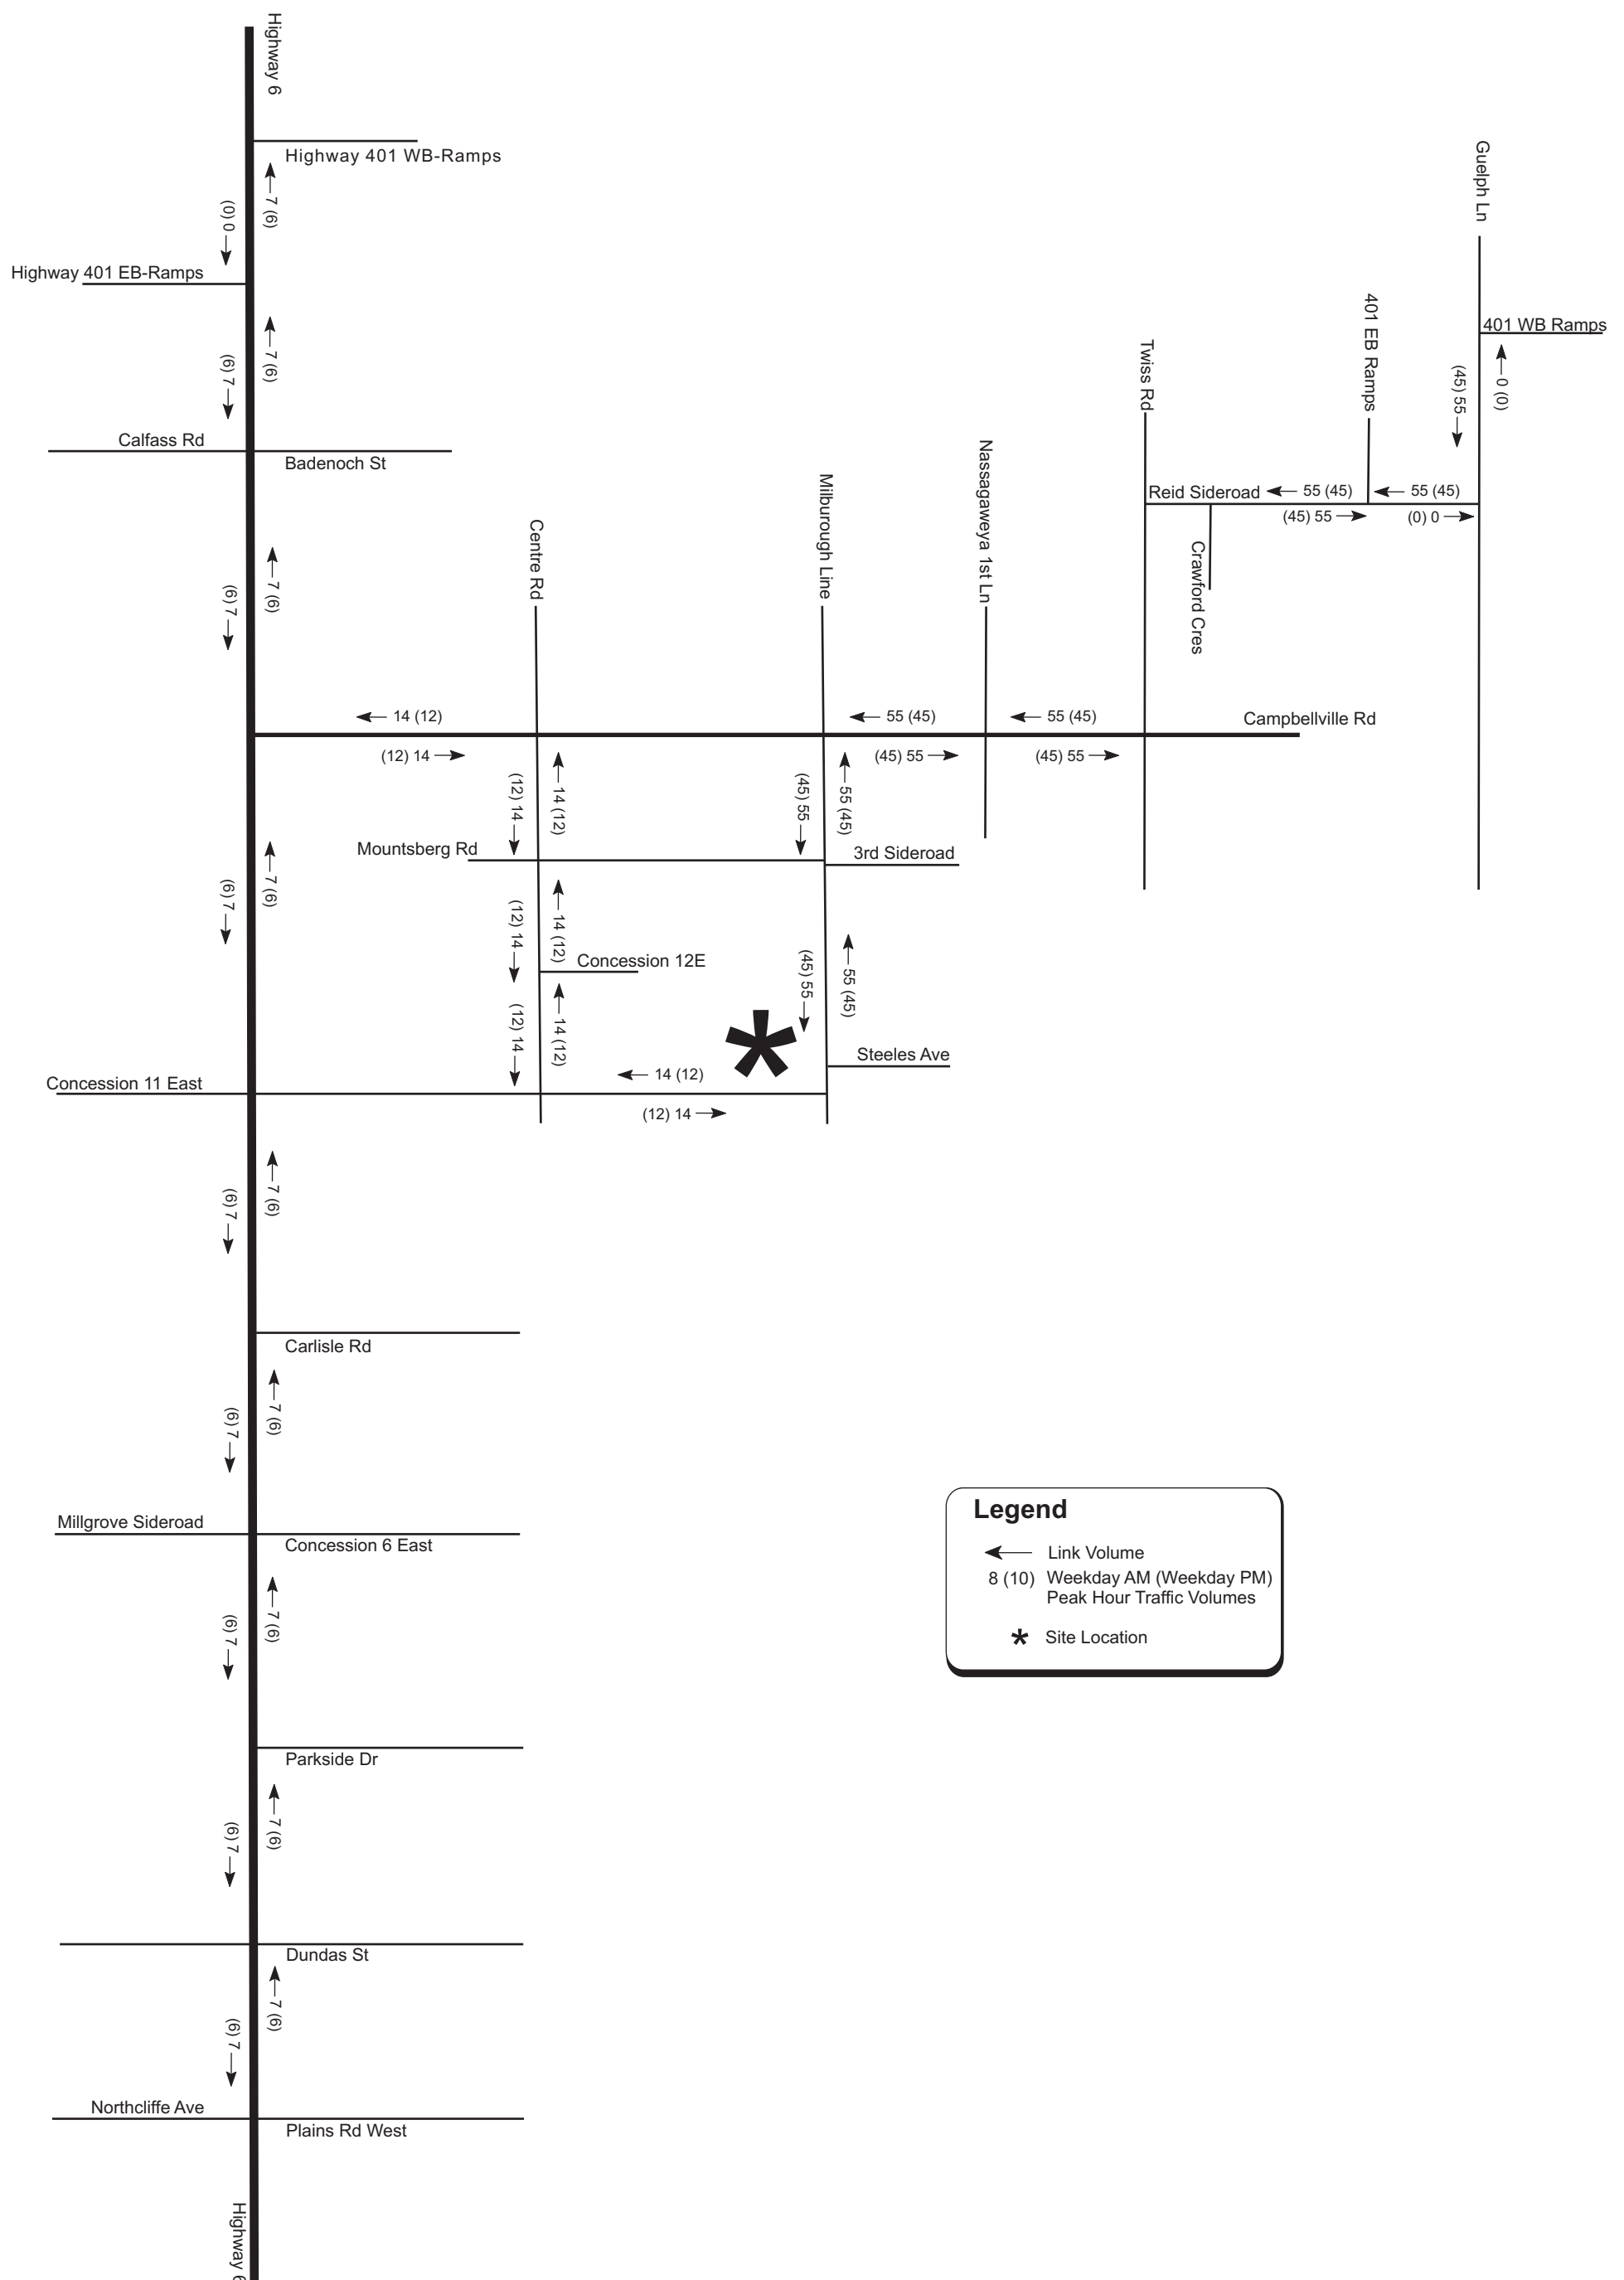 Highway 6
Highway 401 WB-Ramps
7 (6)
(0) 0
Highway 401 EB-Ramps
7 (6)
(6) 7
Calfass Rd
Badenoch St
7 (6)
(6) 7
Guelph Ln
401 WB Ramps
0 (0)
(45) 55
401 EB Ramps
Twiss Rd
Reid Sideroad
55 (45)
55 (45)
(45) 55
(0) 0
Crawford Cres
Nassagaweya 1st Ln
Milburough Line
Centre Rd
Campbellville Rd
14 (12)
55 (45)
55 (45)
(12) 14
(45) 55
(45) 55
(12) 14
14 (12)
(45) 55
55 (45)
Mountsberg Rd
3rd Sideroad
7 (6)
(6) 7
(12) 14
14 (12)
(45) 55
55 (45)
Concession 12E
(12) 14
14 (12)
Steeles Ave
14 (12)
Concession 11 East
(12) 14
7 (6)
(6) 7
Carlisle Rd
7 (6)
(6) 7
Millgrove Sideroad
Concession 6 East
7 (6)
(6) 7
Parkside Dr
7 (6)
(6) 7
Dundas St
7 (6)
(6) 7
Northcliffe Ave
Plains Rd West
Highway 6
Legend
Link Volume
8 (10) Weekday AM (Weekday PM)
Peak Hour Traffic Volumes
* Site Location